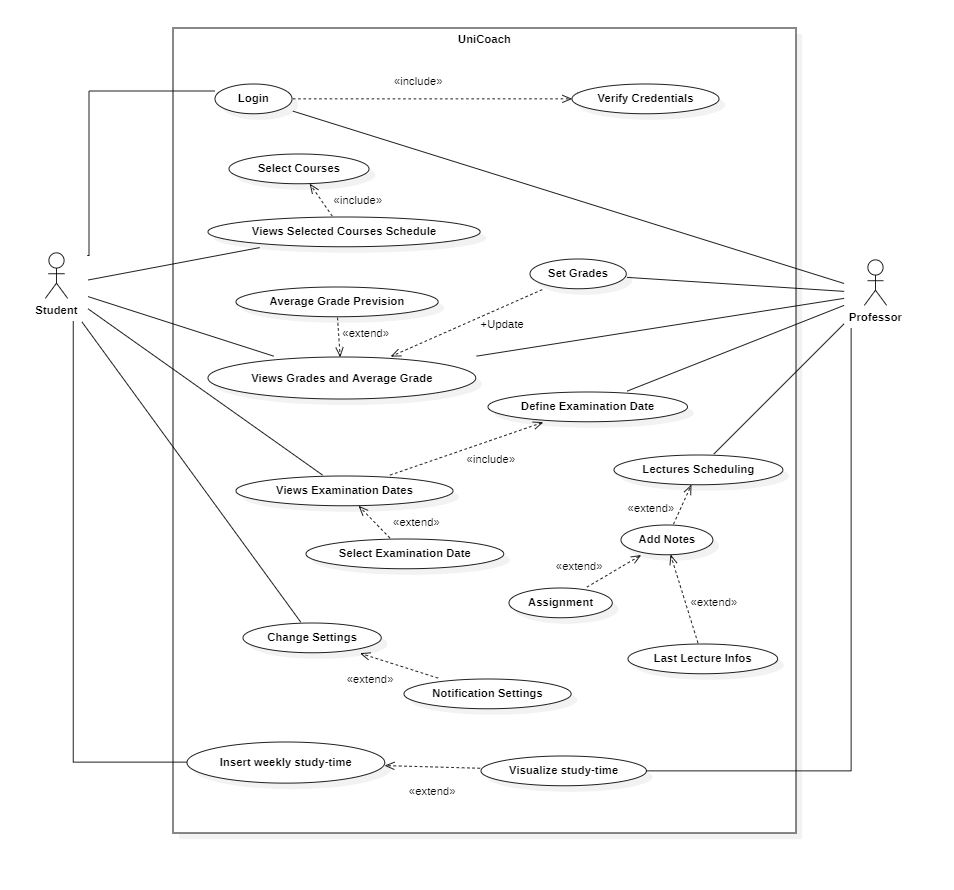 UniCoach
«include»
Login
Verify Credentials
Select Courses
«include»
Views Selected Courses Schedule
Set Grades
Average Grade Prevision
Student
Professor
+Update
«extend»
Views Grades and Average Grade
Define Examination Date
«include»
Lectures Scheduling
Views Examination Dates
«extend»
«extend»
Add Notes
Select Examination Date
«extend»
Assignment
«extend»
Change Settings
Last Lecture Infos
«extend»
Notification Settings
Insert weekly study-time
Visualize study-time
«extend»